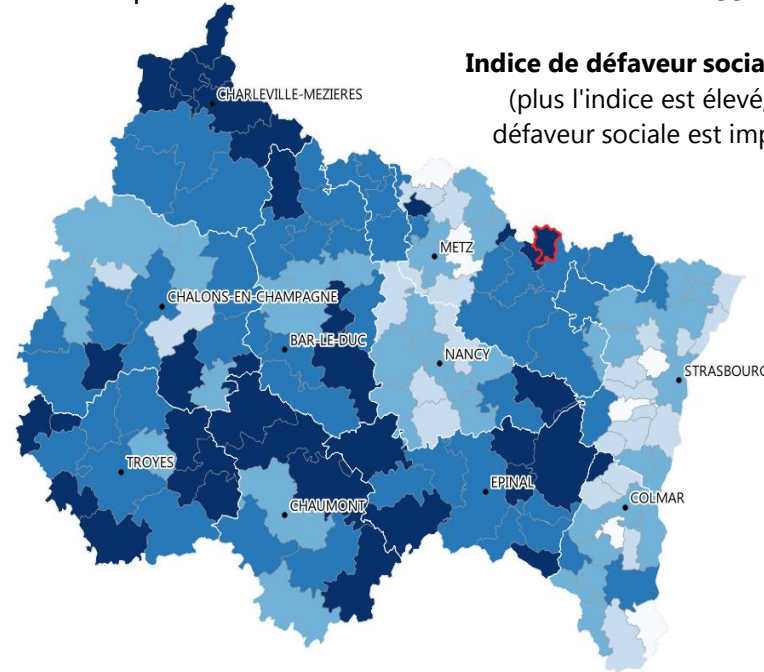 Indice de défaveur socia
(plus l'indice est élevé,
défaveur sociale est imp
CHARLEVILLE-MEZIERES
METZ
CHALONS-EN-CHAMPAGNE
BAR-LE-DUC
NANCY
STRASBOURG
TROYES
EPINAL
CHAUMONT
COLMAR